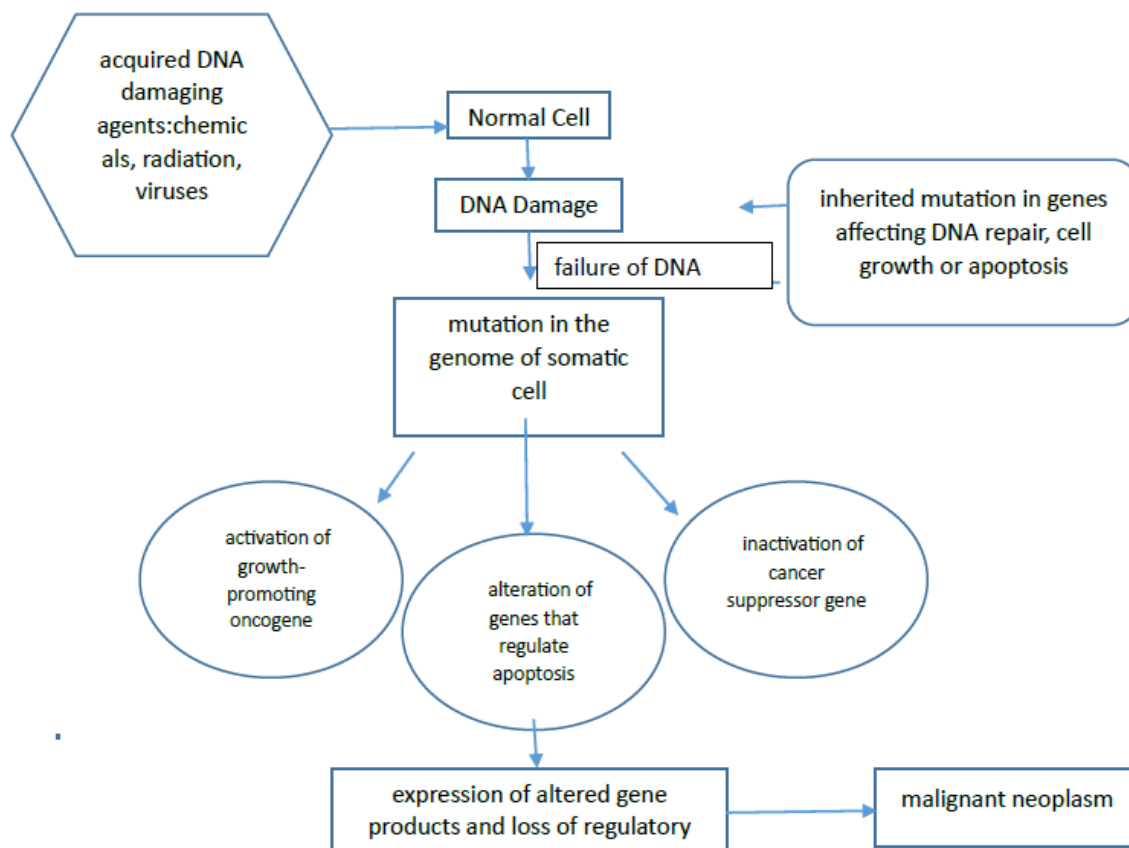 acquired DNA
damaging
agents:chemic
als, radiation,
viruses
Normal Cell
DNA Damage
inherited mutation in genes
affecting DNA repair, cell
growth or apoptosis
failure of DNA
mutation in the
genome of somatic
cell
activation of
growth-
promoting
oncogene
alteration of
genes that
regulate
apoptosis
inactivation of
cancer
suppressor gene
expression of altered gene
products and loss of regulatory
malignant neoplasm